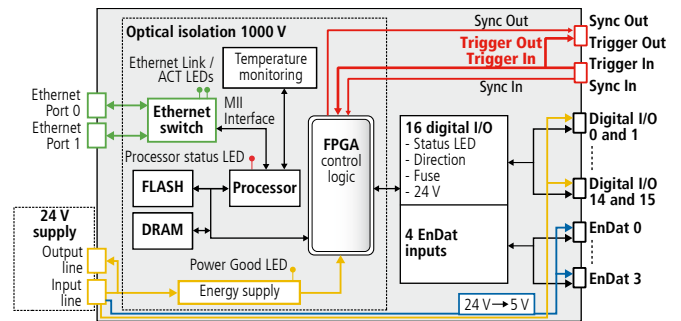 Optical isolation 1000 V
Sync Out
Sync Out
Trigger Out
Trigger Out
Trigger In
Trigger In
Sync In
Sync In
Ethernet Link /
ACT LEDs
Temperature
monitoring
Ethernet
Port 0
Ethernet
Port 1
Ethernet
switch
MII
Interface
FPGA
control
logic
16 digital I/O
- Status LED
- Direction
- Fuse
- 24 V
Digital I/O
0 and 1
Processor status LED
FLASH
Processor
Digital I/O
14 and 15
DRAM
4 EnDat
inputs
EnDat 0
EnDat 3
24 V
supply
Output
line
Input
line
Power Good LED
Energy supply
24 V→5 V